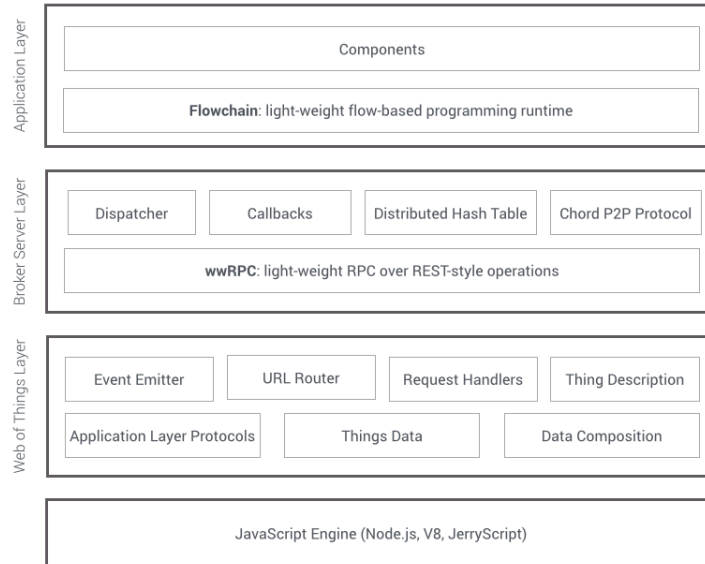 Application Layer
Components
Flowchain: light-weight flow-based programming runtime
Broker Server Layer
Dispatcher
Callbacks
Distributed Hash Table
Chord P2P Protocol
wwRPC: light-weight RPC over REST-style operations
Web of Things Layer
Event Emitter
URL Router
Request Handlers
Thing Description
Application Layer Protocols
Things Data
Data Composition
JavaScript Engine (Node.js, V8, JerryScript)